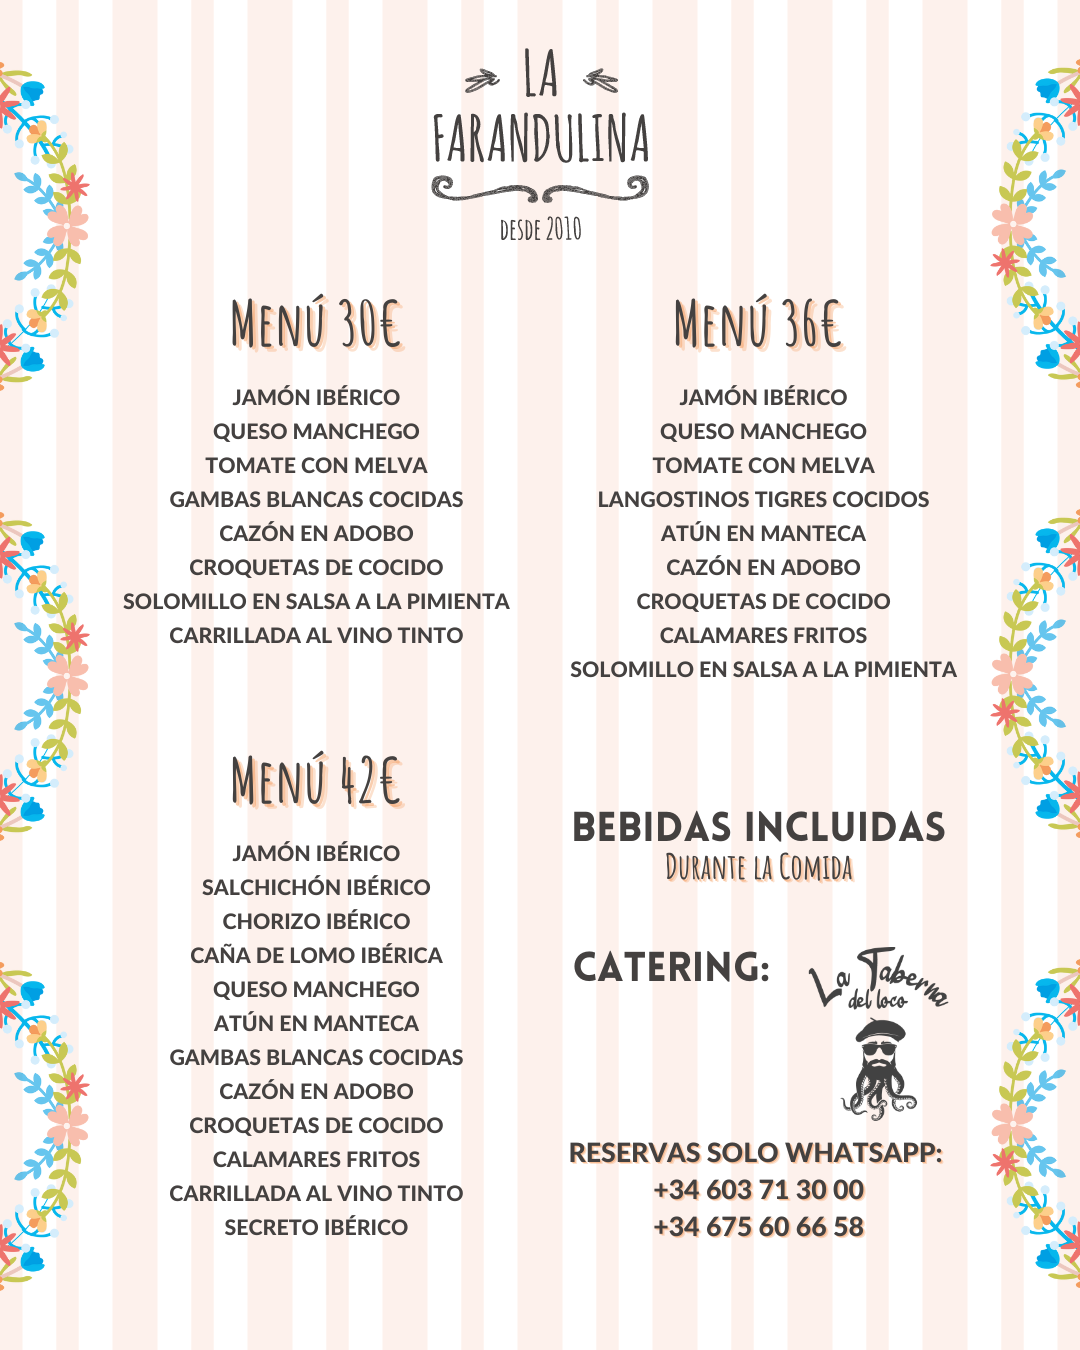 LA
FARANDULINA
DESDE 2010
MENÚ 30€
JAMÓN IBÉRICO
QUESO MANCHEGO
TOMATE CON MELVA
GAMBAS BLANCAS COCIDAS
CAZÓN EN ADOBO
CROQUETAS DE COCIDO
SOLOMILLO EN SALSA A LA PIMIENTA
CARRILLADA AL VINO TINTO
MENÚ 36€
JAMÓN IBÉRICO
QUESO MANCHEGO
TOMATE CON MELVA
LANGOSTINOS TIGRES COCIDOS
ATÚN EN MANTECA
CAZÓN EN ADOBO
CROQUETAS DE COCIDO
CALAMARES FRITOS
SOLOMILLO EN SALSA A LA PIMIENTA
MENÚ 42€
JAMÓN IBÉRICO
SALCHICHÓN IBÉRICO
CHORIZO IBÉRICO
CAÑA DE LOMO IBÉRICA
QUESO MANCHEGO
ATÚN EN MANTECA
GAMBAS BLANCAS COCIDAS
CAZÓN EN ADOBO
CROQUETAS DE COCIDO
CALAMARES FRITOS
CARRILLADA AL VINO TINTO
SECRETO IBÉRICO
BEBIDAS INCLUIDAS
DURANTE LA COMIDA
CATERING:
La Taberna
del loco
RESERVAS SOLO WHATSAPP:
+34 603 71 30 00
+34 675 60 66 58